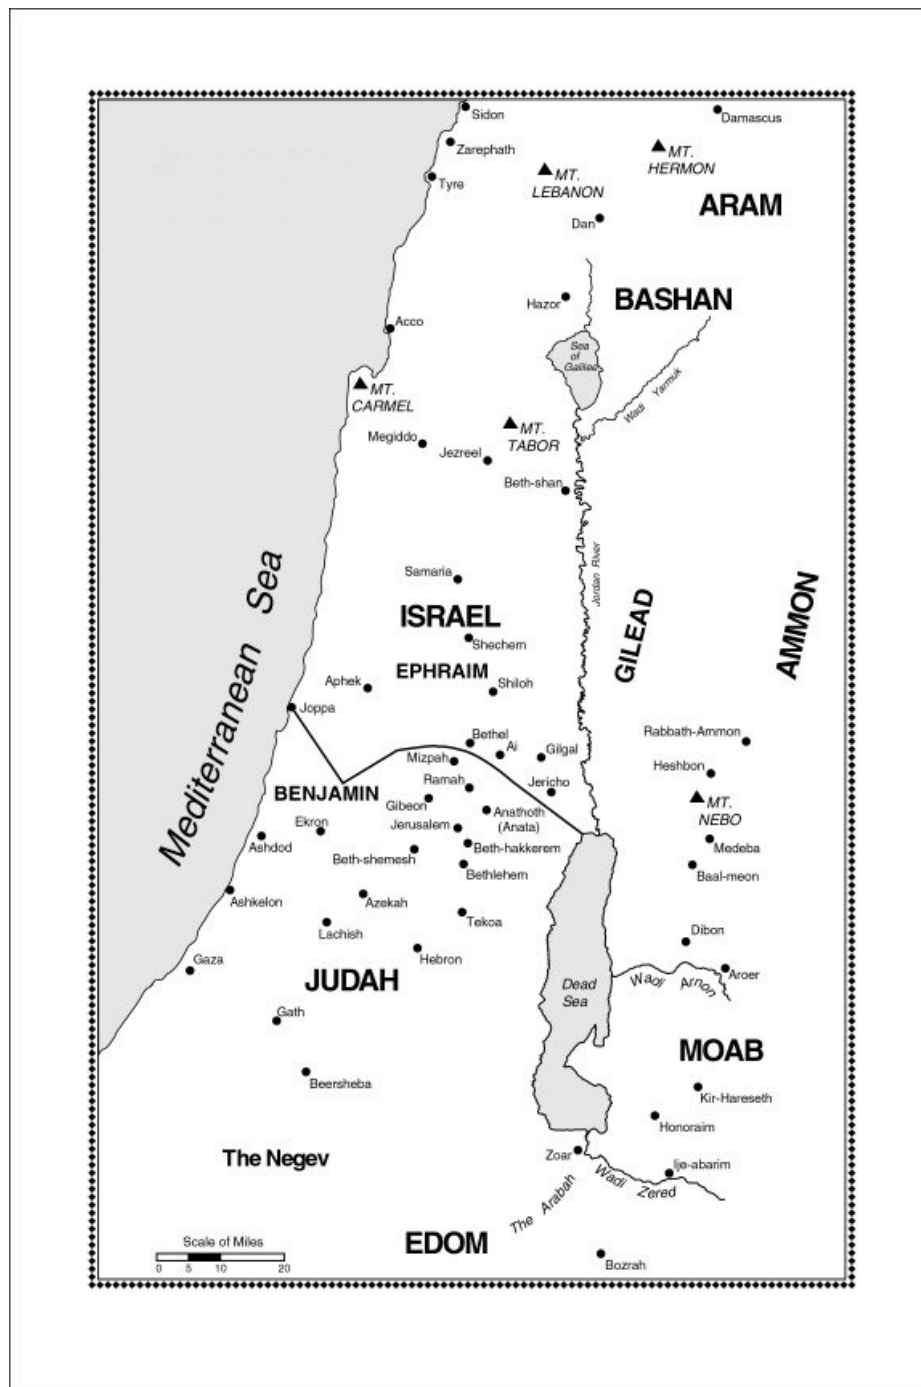 Sidon
Damascus
Zarephath
MT.
HERMON
MT.
LEBANON
Tyre
ARAM
Dan
BASHAN
Hazor
Acco
Sea
of
Galilee
Wadi Yarmuk
MT.
CARMEL
MT.
TABOR
Megiddo
Jezreel
Beth-shan
Mediterranean Sea
Jordan River
Samaria
ISRAEL
GILEAD
AMMON
Shechem
EPHRAIM
Aphek
Shiloh
Joppa
Bethel
Ai
Gilgal
Rabbath-Ammon
Mizpah
Heshbon
Ramah
Jericho
BENJAMIN
Gibeon
MT.
NEBO
Anathoth
(Anata)
Ekron
Jerusalem
Ashdod
Beth-hakkerem
Medeba
Beth-shemesh
Bethlehem
Baal-meon
Ashkelon
Azekah
Tekoa
Lachish
Dibon
Hebron
Gaza
JUDAH
Aroer
Wadi Arnon
Dead
Sea
Gath
MOAB
Beersheba
Kir-Hareseth
Honoraim
The Negev
Zoar
Ije-abarim
Wadi Zered
The Arabah
EDOM
Scale of Miles
0 5 10 20
Bozrah